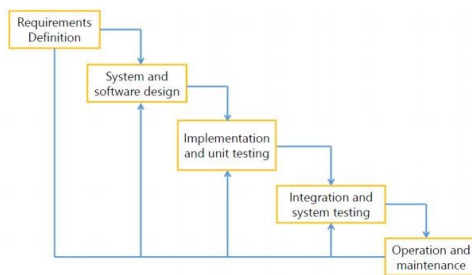 Requirements
Definition
System and
software design
Implementation
and unit testing
Integration and
system testing
Operation and
maintenance